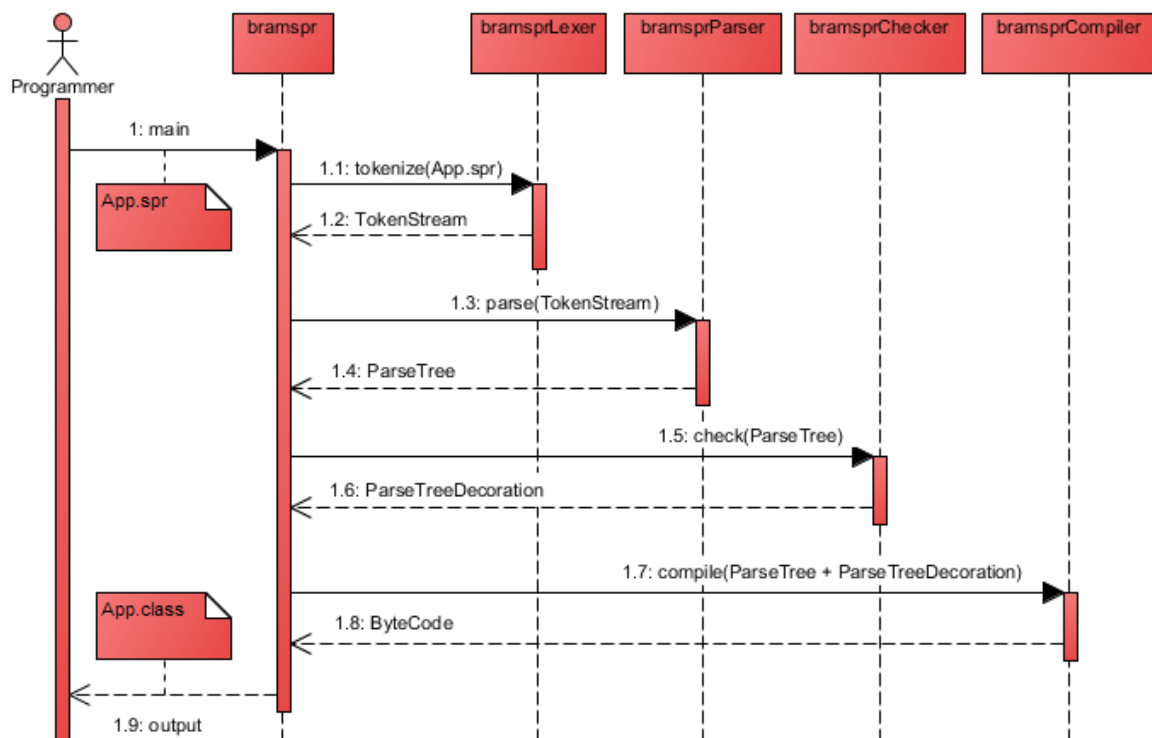 bramspr
bramsprLexer
bramsprParser
bramsprChecker
bramsprCompiler
Programmer
1: main
1.1: tokenize(App.spr)
App.spr
1.2: TokenStream
1.3: parse(TokenStream)
1.4: ParseTree
1.5: check(ParseTree)
1.6: ParseTreeDecoration
1.7: compile(ParseTree + ParseTreeDecoration)
App.class
1.8: ByteCode
1.9: output